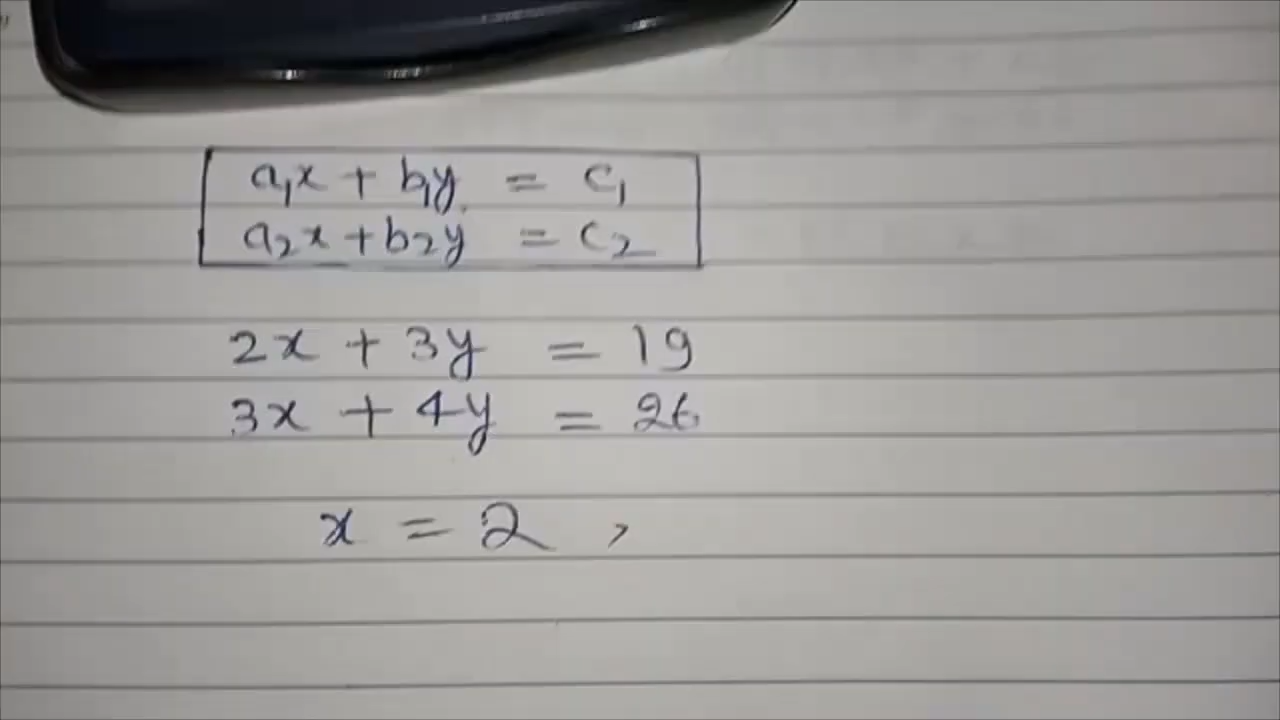 a₁x + b₁y = c₁
a₂x + b₂y = c₂
2x + 3y = 19
3x + 4y = 26
x = 2 ,